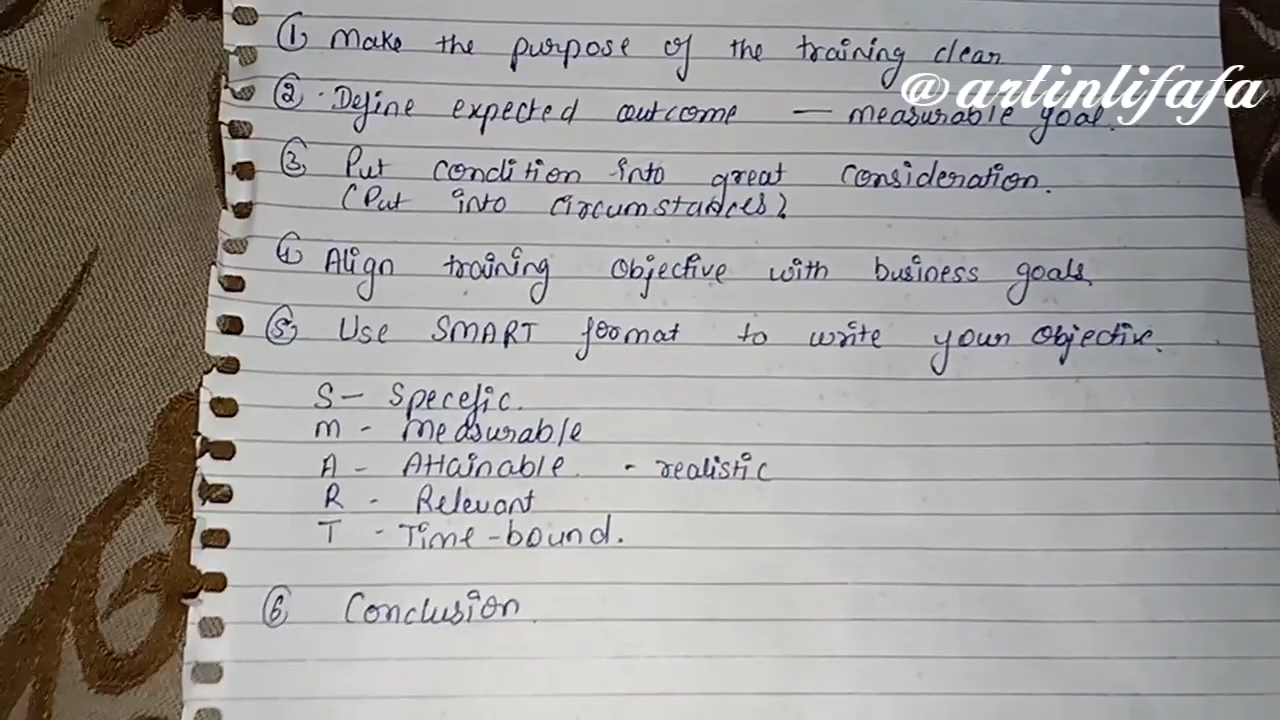 ① Make the purpose of the training clear
@artinlifafa
② Define expected outcome — measurable goal.
③ Put condition into great consideration.
(Put into circumstances)
④ Align training objective with business goals
⑤ Use SMART format to write your objective.
S - Specefic.
M - Measurable
A - Attainable - realistic
R - Relevant
T - Time-bound.
⑥ Conclusion